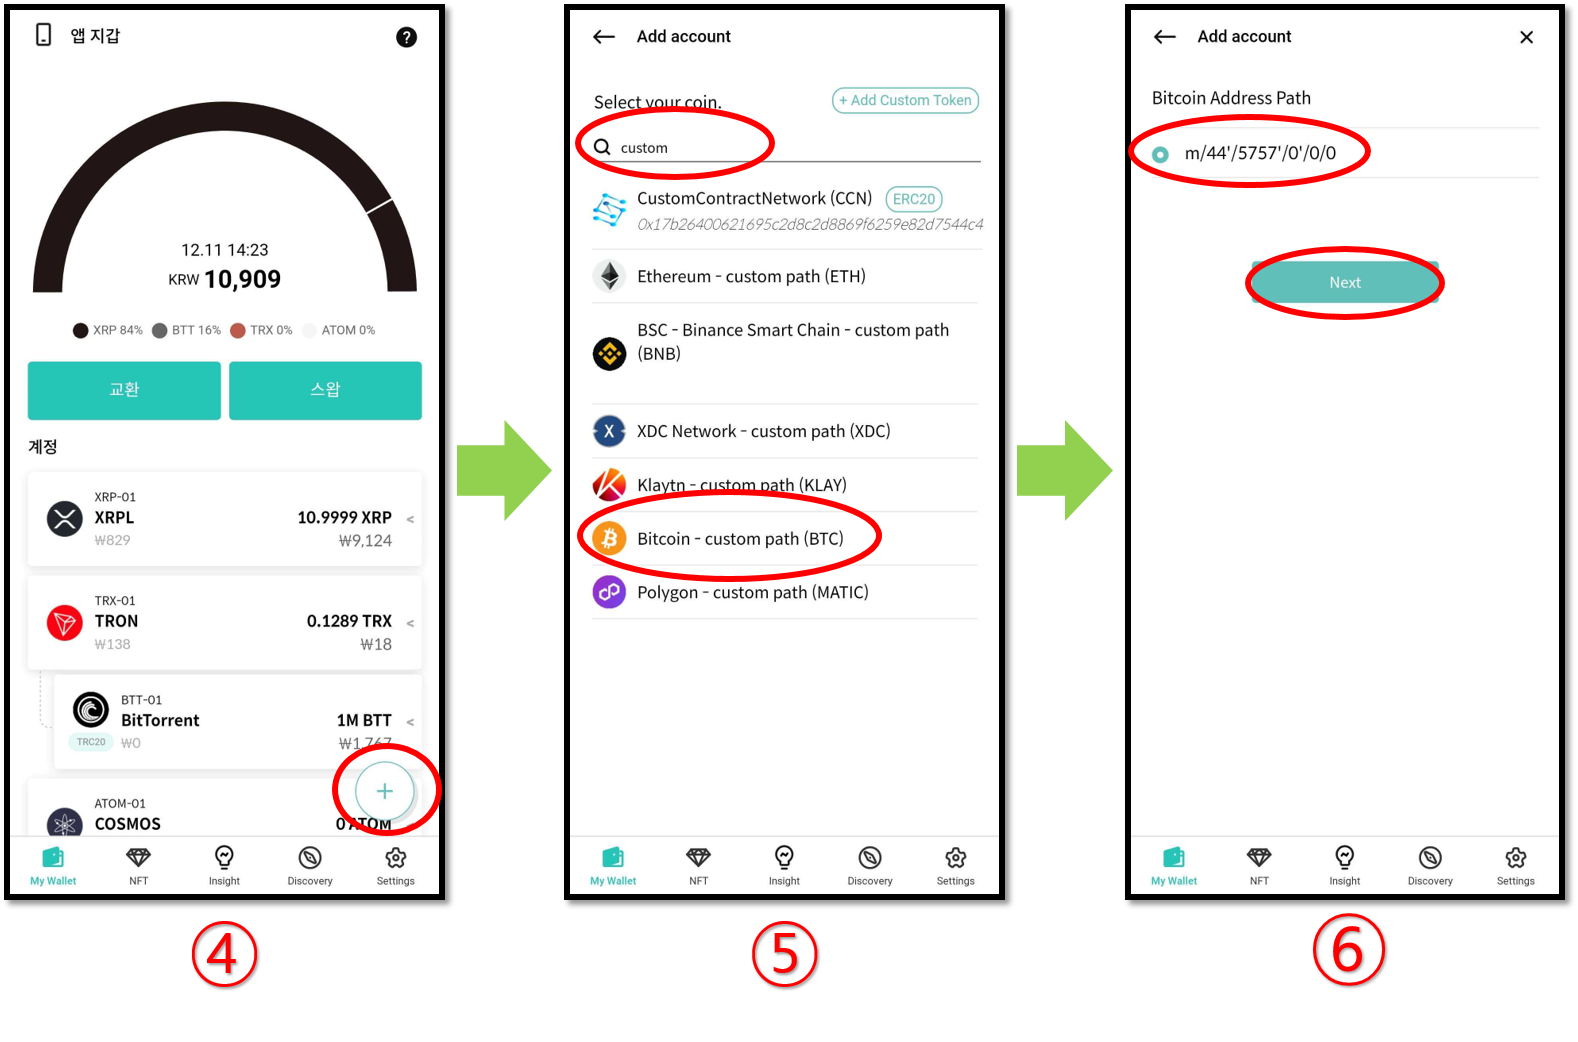 앱 지갑
?
12.11 14:23
KRW 10,909
XRP 84% BTT 16% TRX 0% ATOM 0%
교환 스왑
계정
XRP-01
XRPL 10.9999 XRP <
₩829 ₩9,124
TRX-01
TRON 0.1289 TRX <
₩138 ₩18
BTT-01
BitTorrent 1M BTT <
TRC20 ₩0 ₩1,767
+
ATOM-01
COSMOS 0 ATOM
My Wallet NFT Insight Discovery Settings
④
Add account
Select your coin. + Add Custom Token
custom
CustomContractNetwork (CCN) ERC20
0x17b26400621695c2d8c2d8869f6259e82d7544c4
Ethereum - custom path (ETH)
BSC - Binance Smart Chain - custom path
(BNB)
XDC Network - custom path (XDC)
Klaytn - custom path (KLAY)
Bitcoin - custom path (BTC)
Polygon - custom path (MATIC)
My Wallet NFT Insight Discovery Settings
⑤
Add account
Bitcoin Address Path
m/44'/5757'/0'/0/0
Next
My Wallet NFT Insight Discovery Settings
⑥